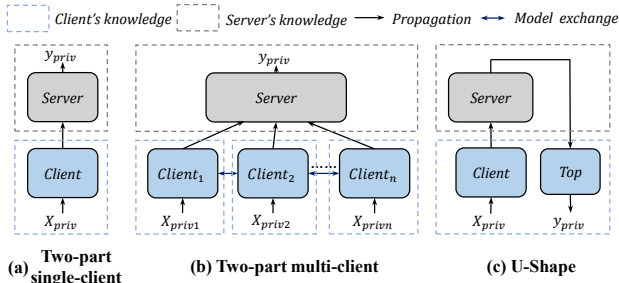 Client's knowledge Server's knowledge Propagation Model exchange
y_priv
Server
Client
X_priv
(a) Two-part single-client
y_priv
Server
Client_1 Client_2 ........ Client_n
X_priv1 X_priv2 X_privn
(b) Two-part multi-client
Server
Client Top
X_priv y_priv
(c) U-Shape